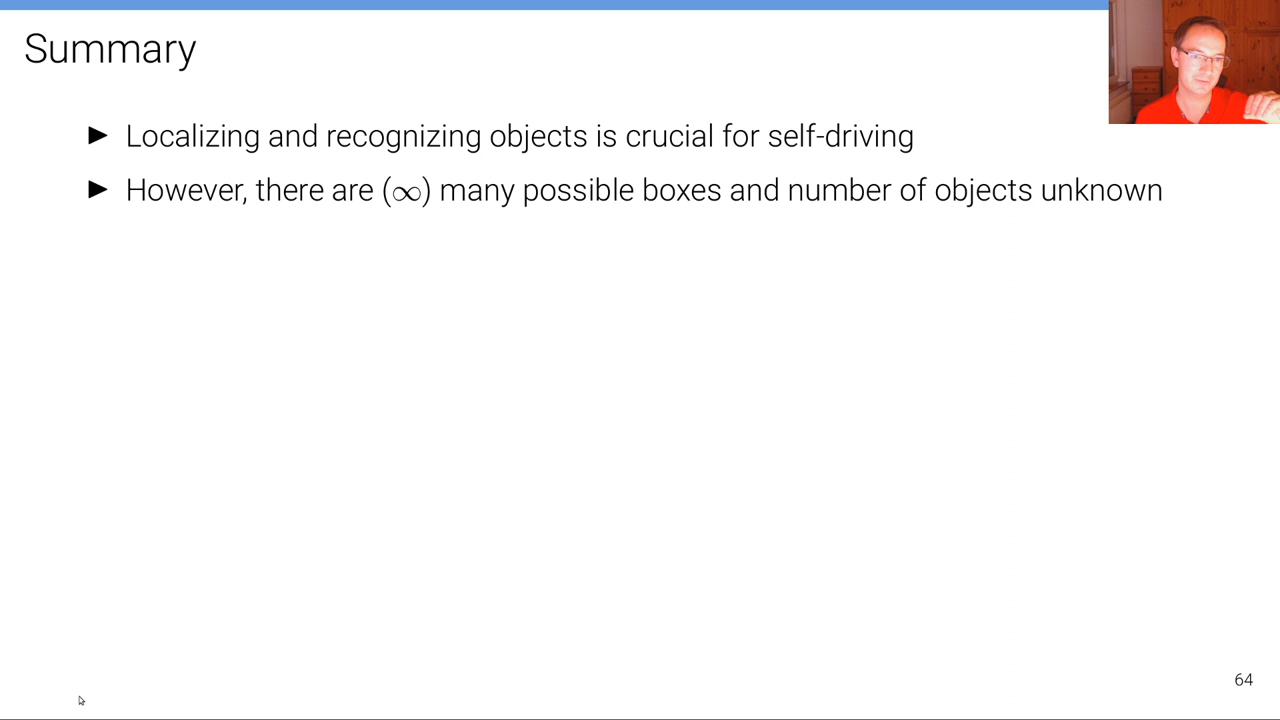 Summary
► Localizing and recognizing objects is crucial for self-driving
► However, there are (∞) many possible boxes and number of objects unknown
64